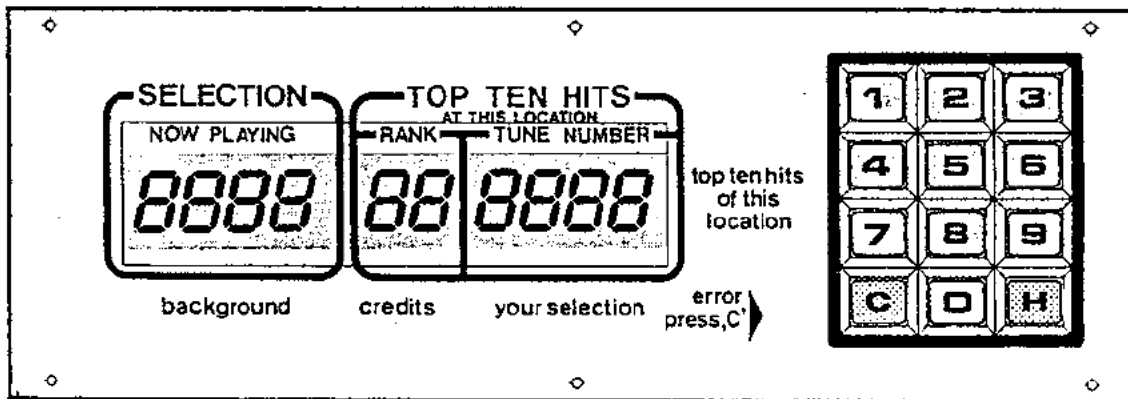 SELECTION
TOP TEN HITS
AT THIS LOCATION
NOW PLAYING
RANK
TUNE NUMBER
8888
88
8888
top ten hits
of this
location
background
credits
your selection
error
press,C'
1 2 3
4 5 6
7 8 9
C 0 H